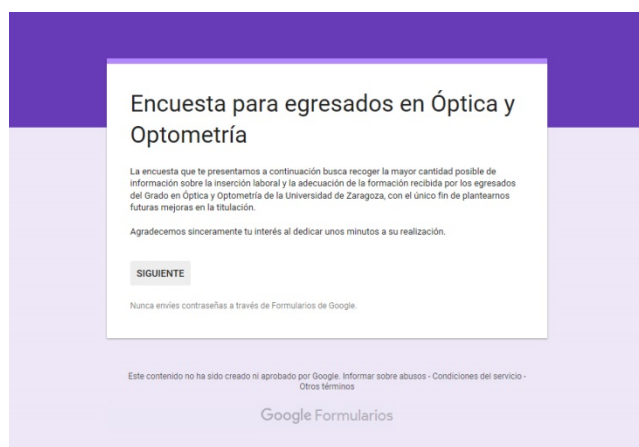 Encuesta para egresados en Óptica y
Optometría
La encuesta que te presentamos a continuación busca recoger la mayor cantidad posible de
información sobre la inserción laboral y la adecuación de la formación recibida por los egresados
del Grado en Óptica y Optometría de la Universidad de Zaragoza, con el único fin de plantearnos
futuras mejoras en la titulación.
Agradecemos sinceramente tu interés al dedicar unos minutos a su realización.
SIGUIENTE
Nunca envíes contraseñas a través de Formularios de Google.
Este contenido no ha sido creado ni aprobado por Google. Informar sobre abusos - Condiciones del servicio -
Otros términos
Google Formularios